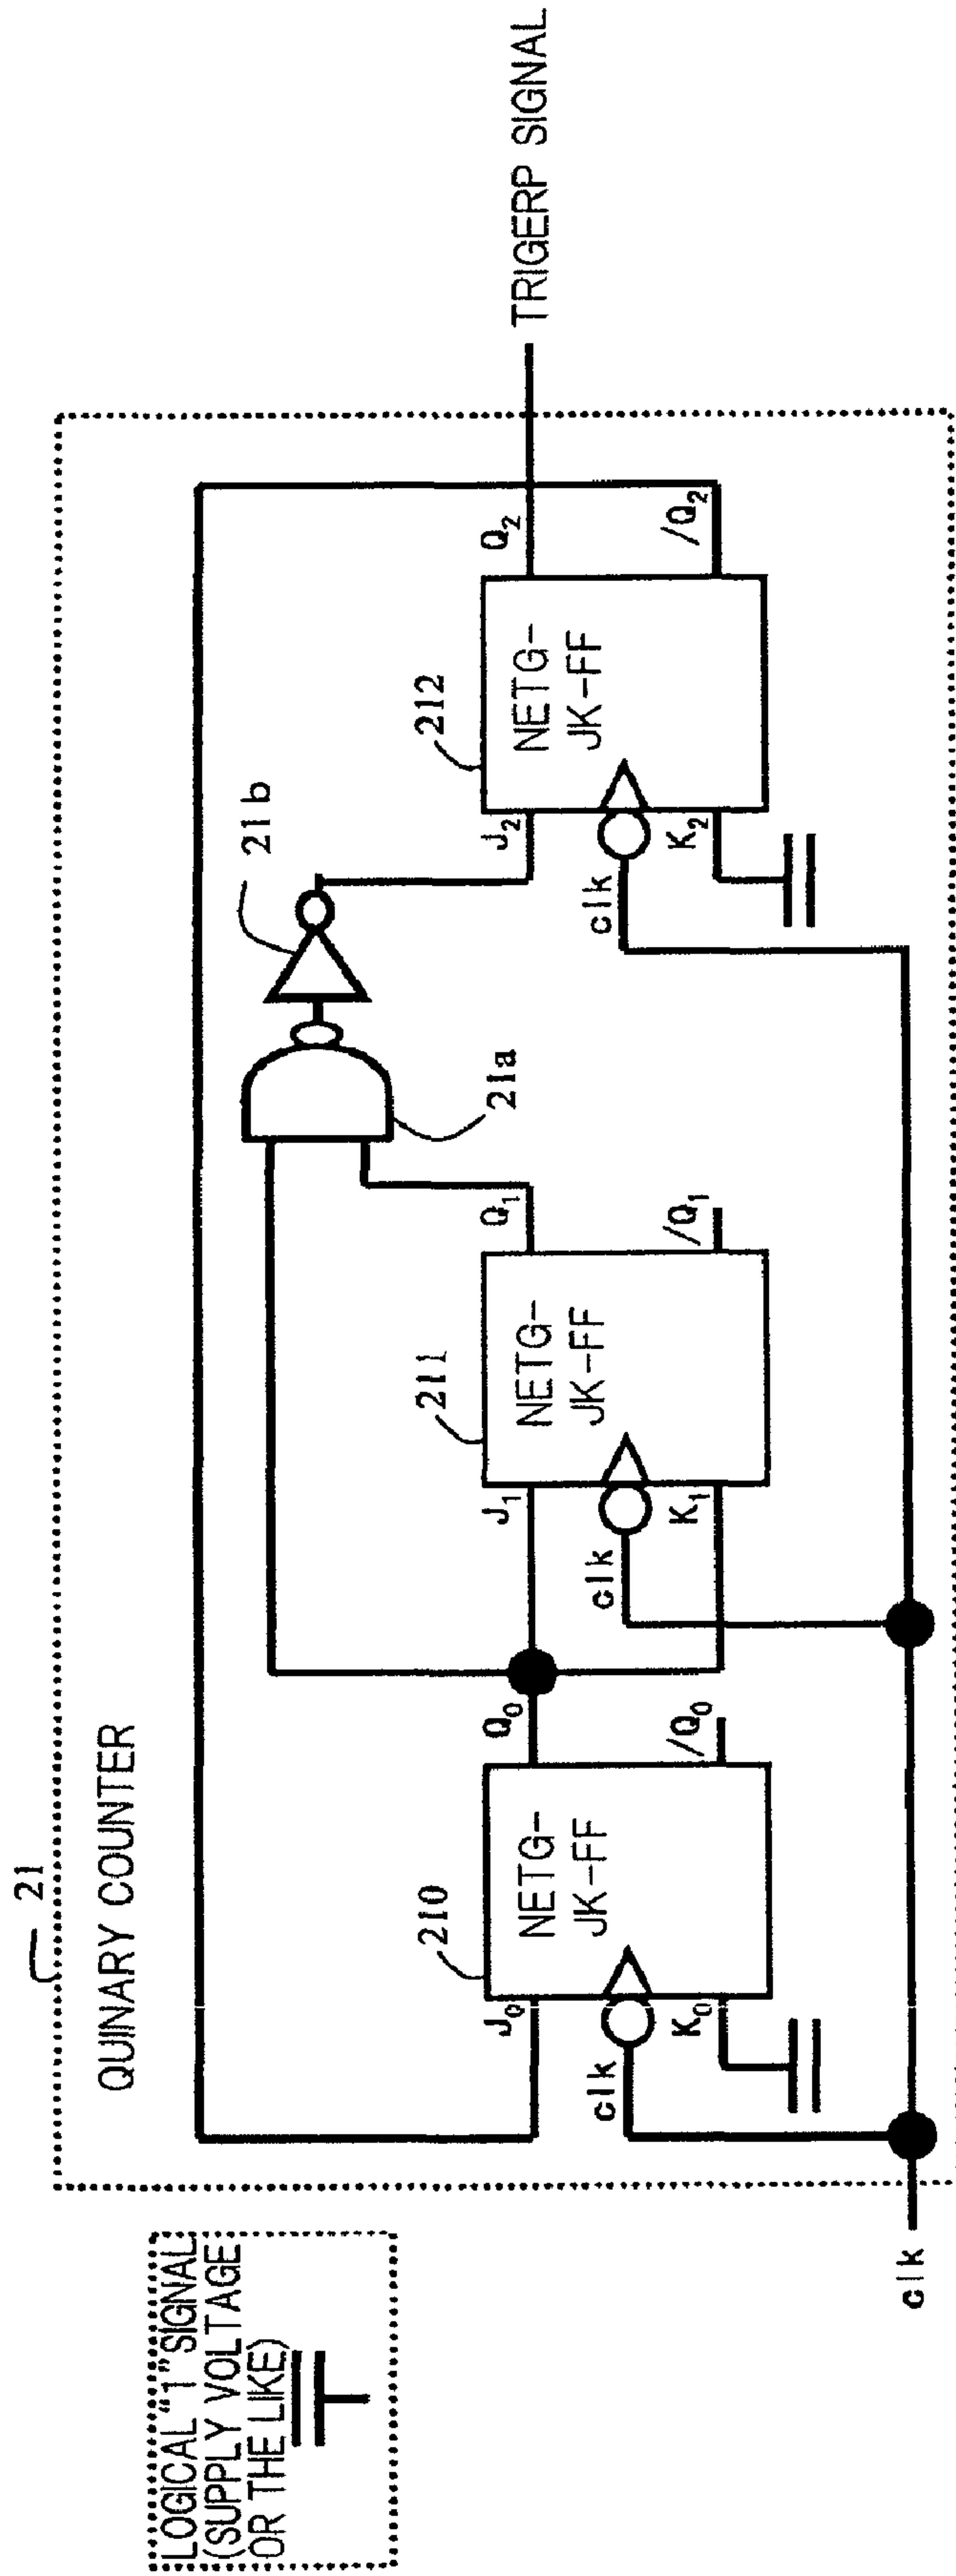 21
QUINARY COUNTER
LOGICAL “1” SIGNAL
(SUPPLY VOLTAGE
OR THE LIKE)
210
NETG-
JK-FF
J0
clk
K0
Q0
/Q0
211
NETG-
JK-FF
J1
clk
K1
Q1
/Q1
21a
21b
212
NETG-
JK-FF
J2
clk
K2
Q2
/Q2
TRIGERP SIGNAL
clk